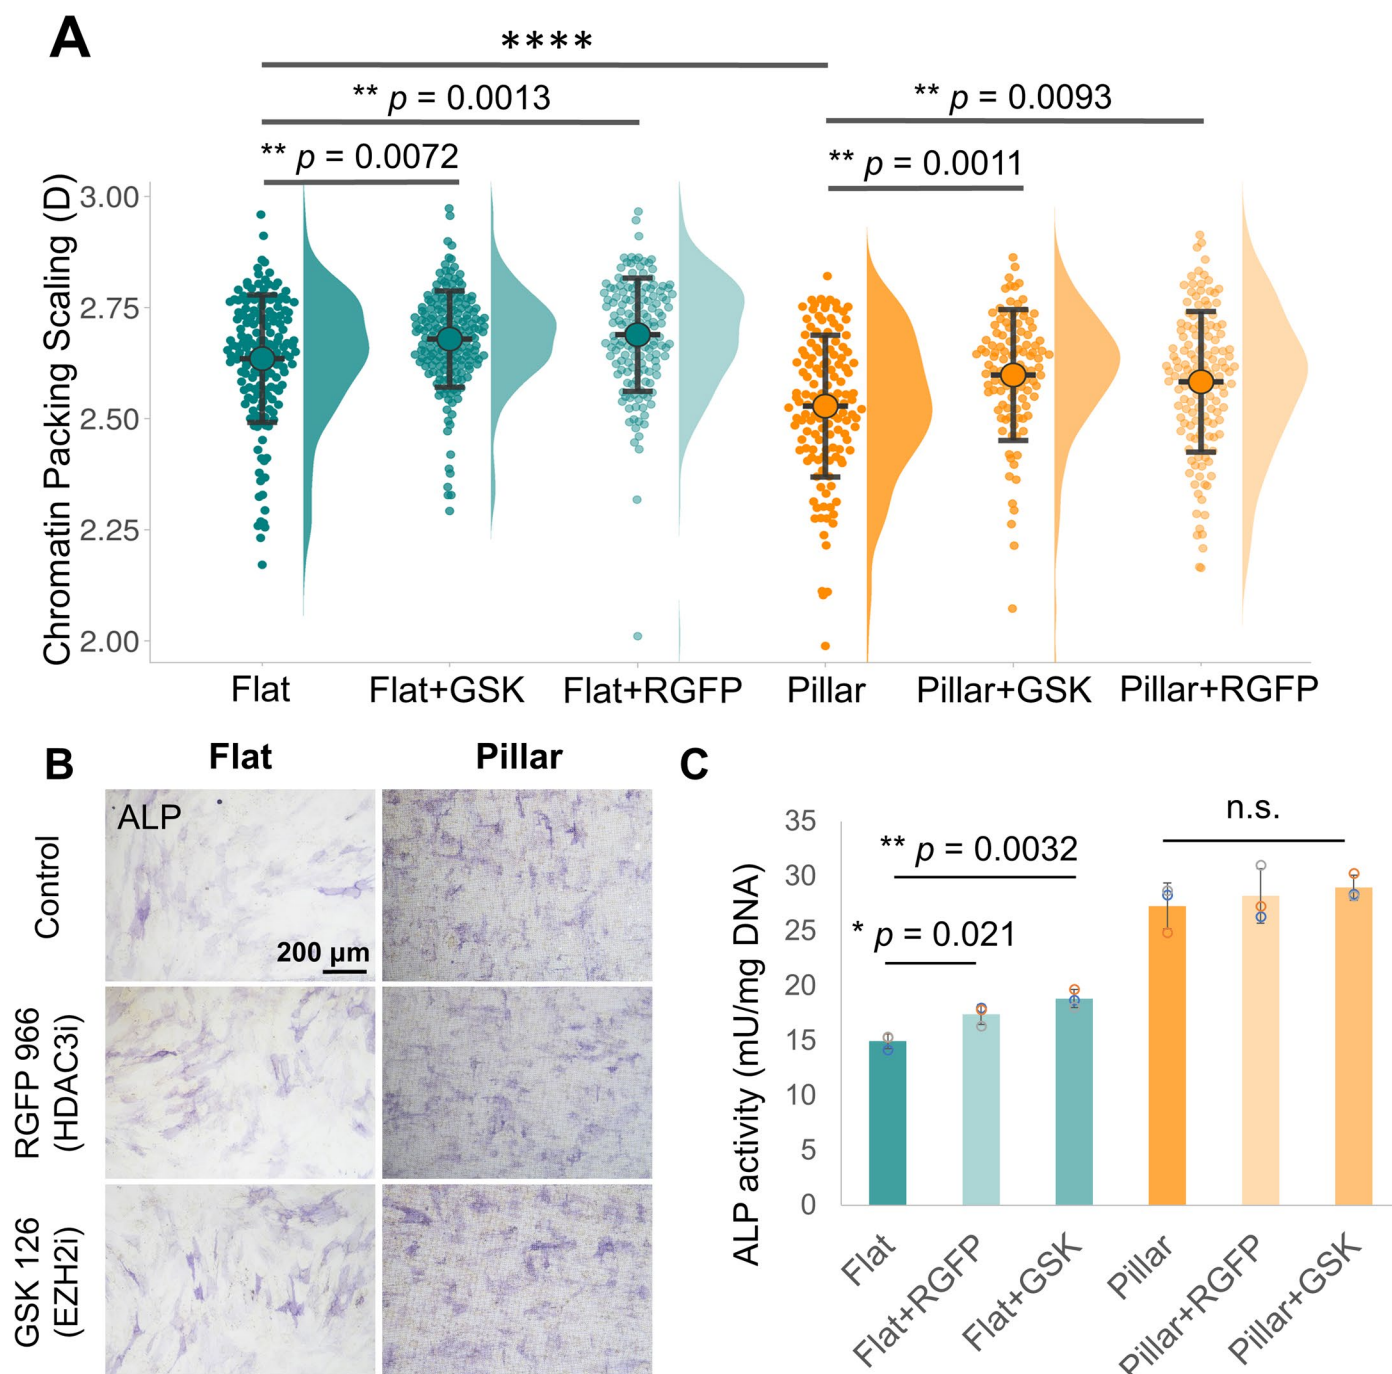 A
****
** p = 0.0013
** p = 0.0093
** p = 0.0072
** p = 0.0011
Chromatin Packing Scaling (D)
3.00
2.75
2.50
2.25
2.00
Flat
Flat+GSK
Flat+RGFP
Pillar
Pillar+GSK
Pillar+RGFP
B
Flat
Pillar
Control
ALP
200 µm
RGFP 966
(HDAC3i)
GSK 126
(EZH2i)
C
ALP activity (mU/mg DNA)
35
30
25
20
15
10
5
0
n.s.
** p = 0.0032
* p = 0.021
Flat
Flat+RGFP
Flat+GSK
Pillar
Pillar+RGFP
Pillar+GSK